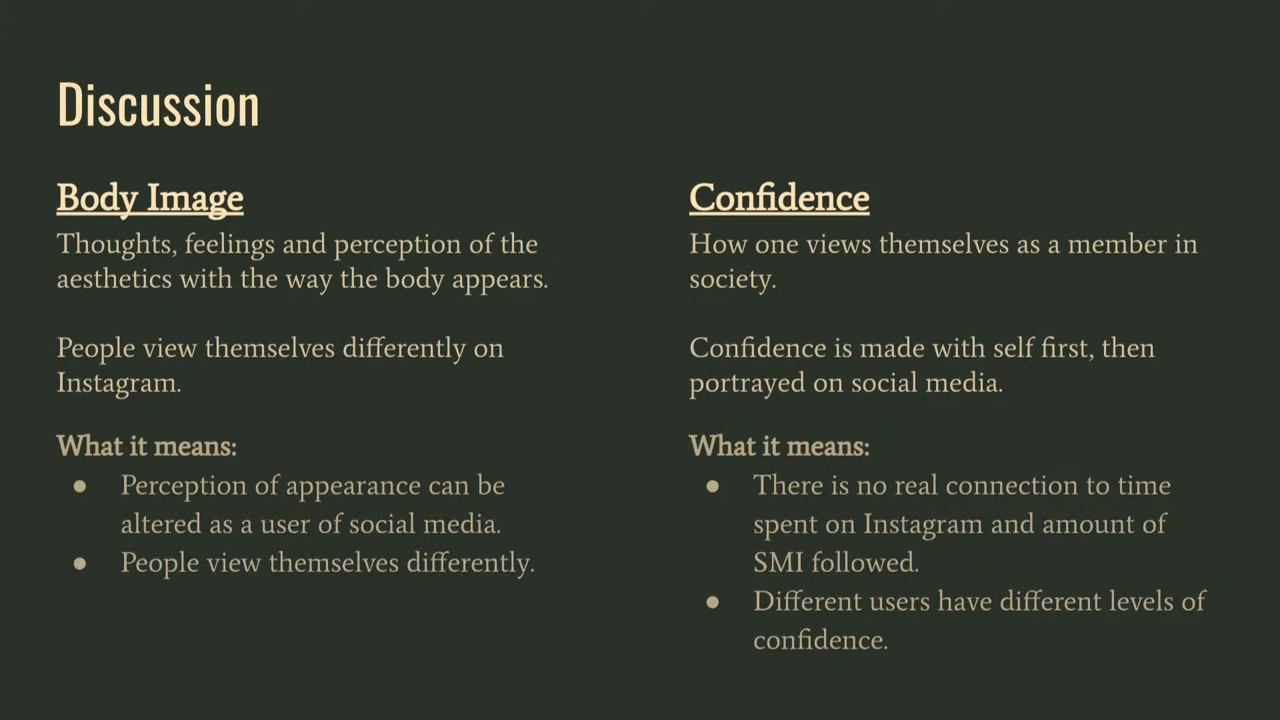 Discussion
Body Image
Thoughts, feelings and perception of the
aesthetics with the way the body appears.
People view themselves differently on
Instagram.
What it means:
● Perception of appearance can be
altered as a user of social media.
● People view themselves differently.
Confidence
How one views themselves as a member in
society.
Confidence is made with self first, then
portrayed on social media.
What it means:
● There is no real connection to time
spent on Instagram and amount of
SMI followed.
● Different users have different levels of
confidence.